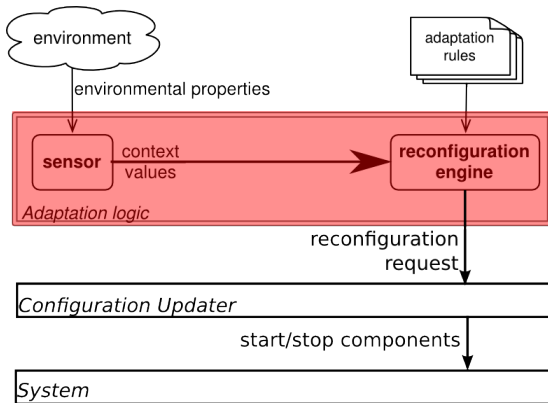 environment
adaptation
rules
environmental properties
sensor
context
values
reconfiguration
engine
Adaptation logic
reconfiguration
request
Configuration Updater
start/stop components
System